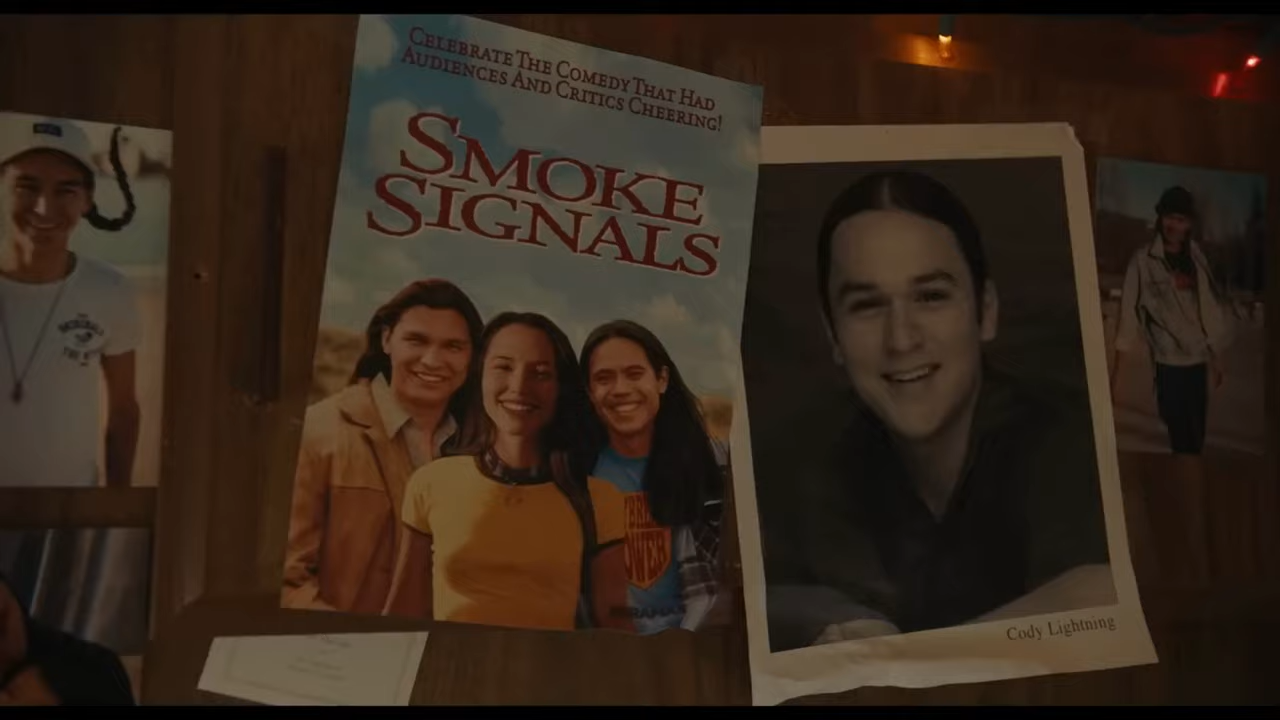 CELEBRATE THE COMEDY THAT HAD
AUDIENCES AND CRITICS CHEERING!
SMOKE
SIGNALS
Cody Lightning